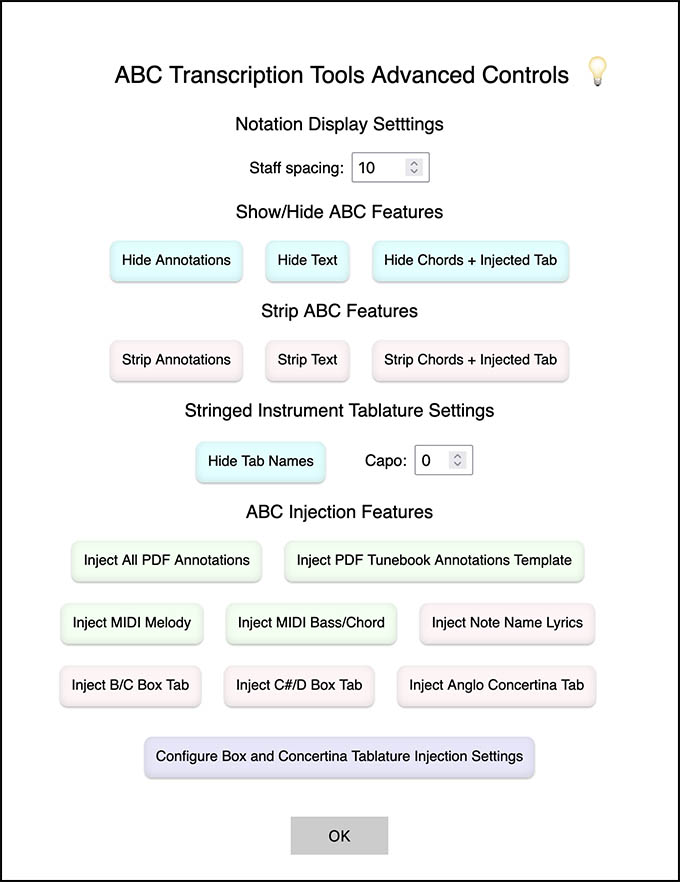 ABC Transcription Tools Advanced Controls
Notation Display Setttings
Staff spacing: 10
Show/Hide ABC Features
Hide Annotations Hide Text Hide Chords + Injected Tab
Strip ABC Features
Strip Annotations Strip Text Strip Chords + Injected Tab
Stringed Instrument Tablature Settings
Hide Tab Names Capo: 0
ABC Injection Features
Inject All PDF Annotations Inject PDF Tunebook Annotations Template
Inject MIDI Melody Inject MIDI Bass/Chord Inject Note Name Lyrics
Inject B/C Box Tab Inject C#/D Box Tab Inject Anglo Concertina Tab
Configure Box and Concertina Tablature Injection Settings
OK